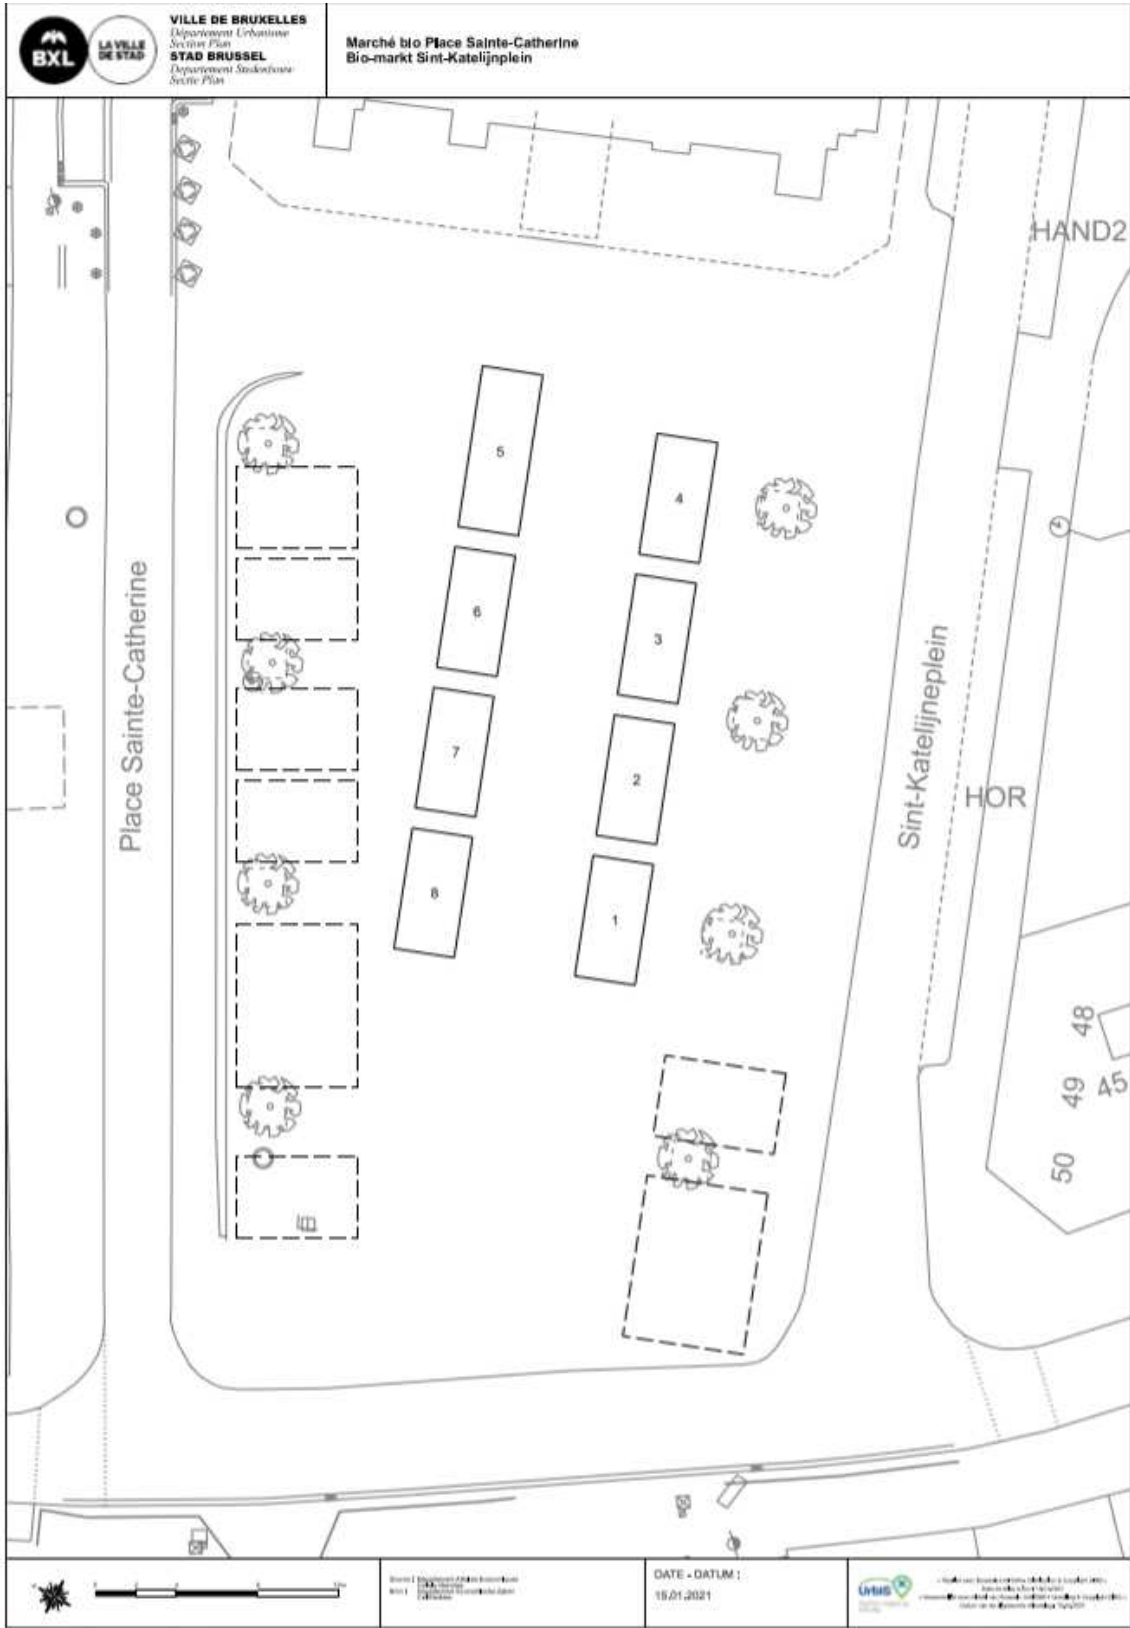 BXL
LA VILLE
DE STAD
VILLE DE BRUXELLES
Département Urbanisme
Section Plan
STAD BRUSSEL
Departement Stedenbouw
Sectie Plan
Marché bio Place Sainte-Catherine
Bio-markt Sint-Katelijnplein
HAND2
5
4
6
3
Place Sainte-Catherine
7
2
Sint-Katelijneplein
HOR
8
1
48
49
45
50
DATE - DATUM :
15.01.2021
UrbIS